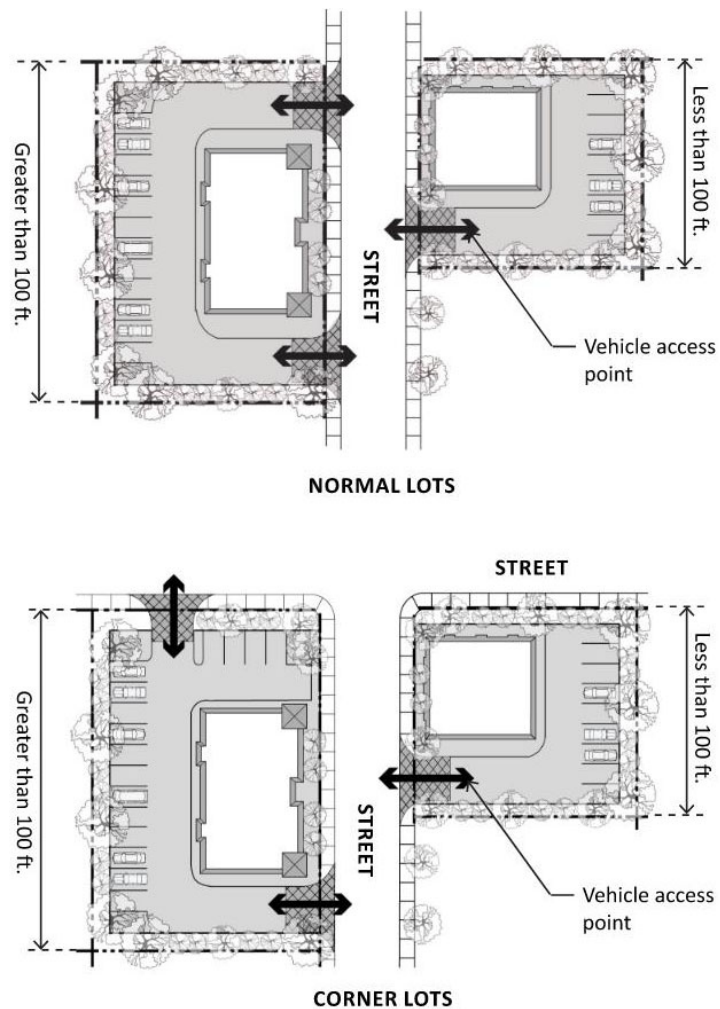 Greater than 100 ft.
Less than 100 ft.
STREET
Vehicle access
point
NORMAL LOTS
STREET
Greater than 100 ft.
Less than 100 ft.
STREET
Vehicle access
point
CORNER LOTS